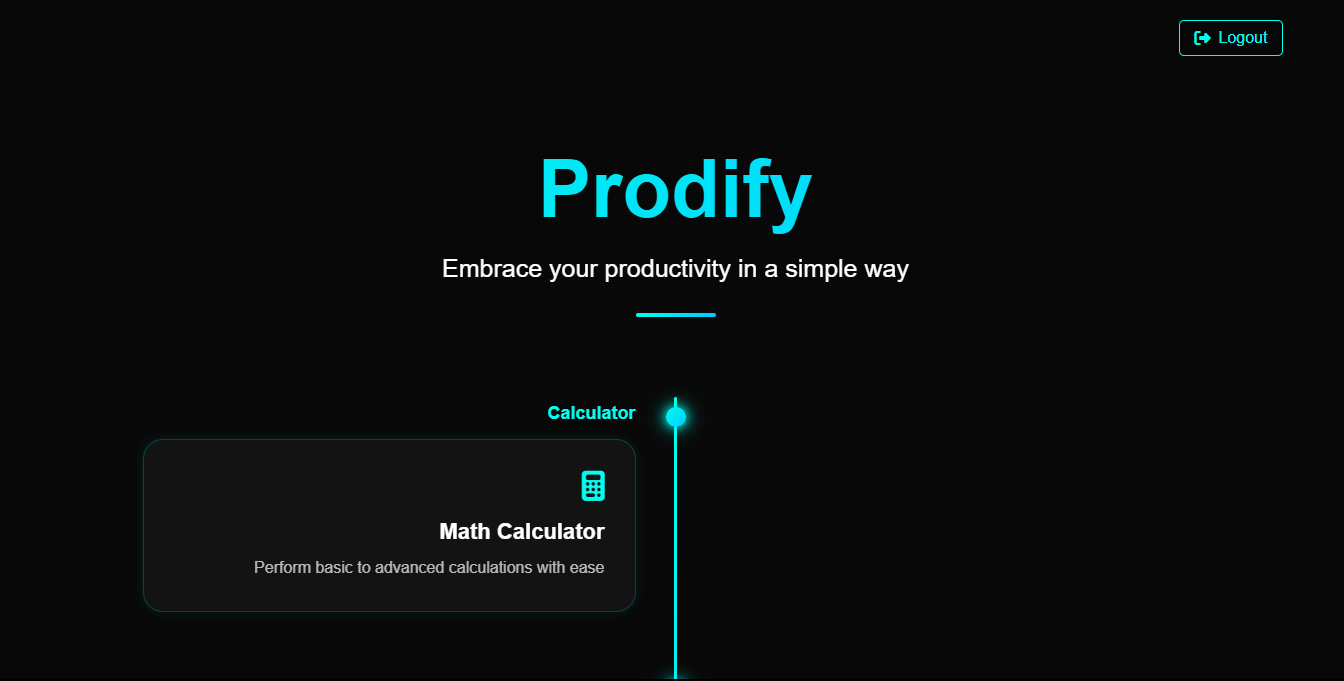 Logout
Prodify
Embrace your productivity in a simple way
Calculator
Math Calculator
Perform basic to advanced calculations with ease